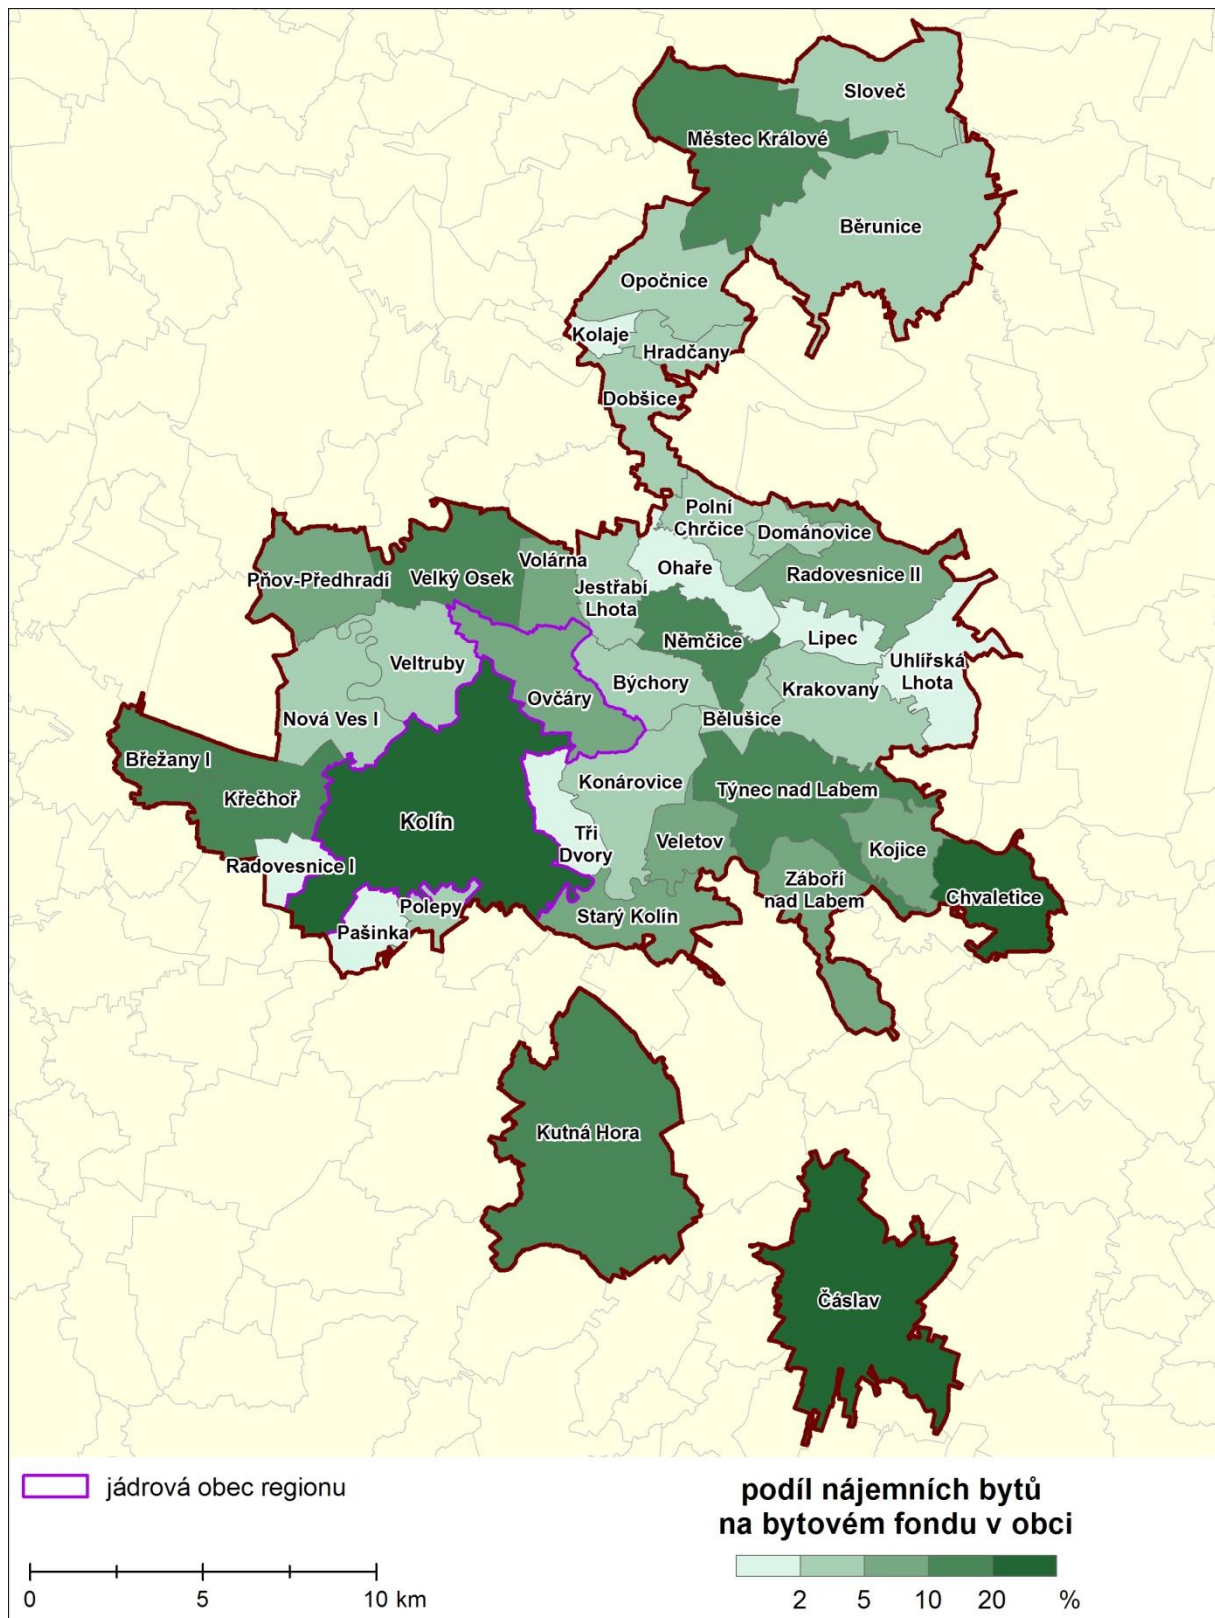 Sloveč
Městec Králové
Běrunice
Opočnice
Kolaje
Hradčany
Dobšice
Polní
Chrčice
Dománovice
Volárna
Ohaře
Pňov-Předhradí
Velký Osek
Radovesnice II
Jestřabí
Lhota
Němčice
Lipec
Veltruby
Uhlířská
Lhota
Býchory
Krakovany
Ovčáry
Nová Ves I
Bělušice
Břežany I
Konárovice
Týnec nad Labem
Křečhoř
Kolín
Tři
Dvory
Veletov
Kojice
Radovesnice I
Záboří
nad Labem
Chvaletice
Polepy
Starý Kolín
Pašinka
Kutná Hora
Čáslav
jádrová obec regionu
podíl nájemních bytů
na bytovém fondu v obci
0 5 10 km
2 5 10 20 %